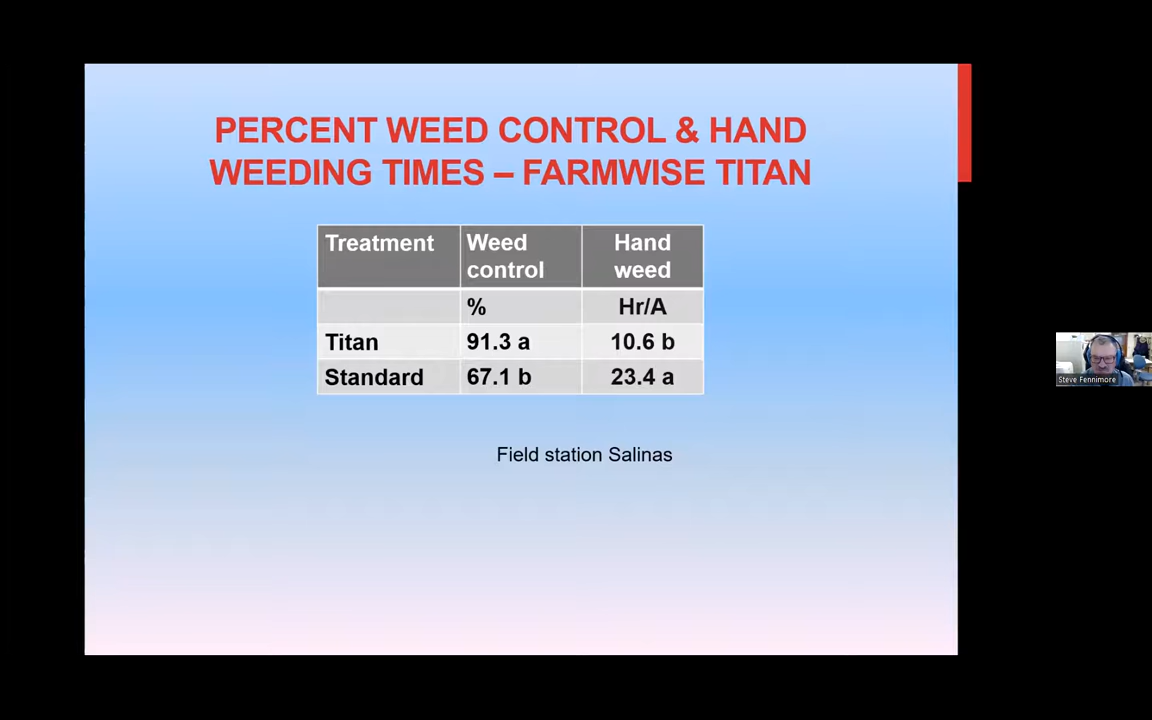 PERCENT WEED CONTROL & HAND
WEEDING TIMES – FARMWISE TITAN
Treatment Weed control Hand weed
% Hr/A
Titan 91.3 a 10.6 b
Standard 67.1 b 23.4 a
Field station Salinas
Steve Fennimore